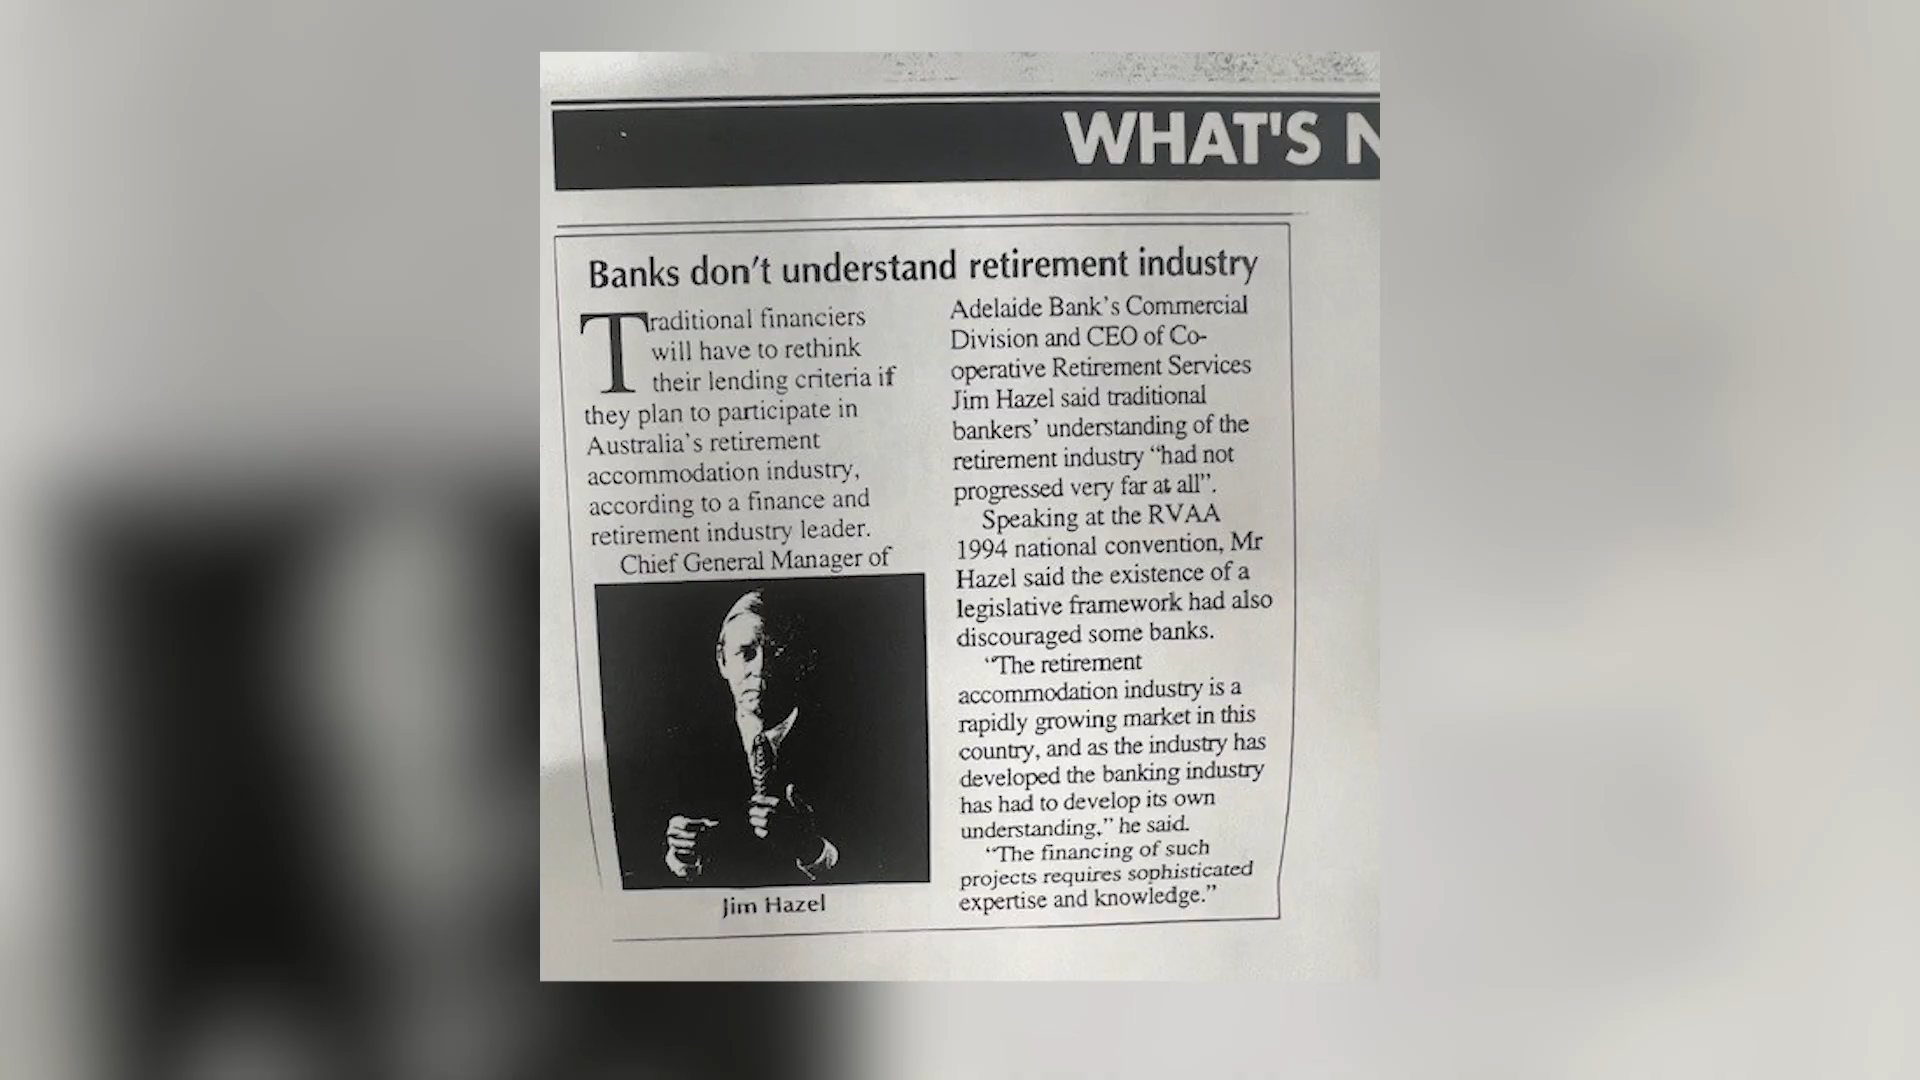 WHAT'S N
Banks don't understand retirement industry
Traditional financiers
will have to rethink
their lending criteria if
they plan to participate in
Australia's retirement
accommodation industry,
according to a finance and
retirement industry leader.
Chief General Manager of
Jim Hazel
Adelaide Bank's Commercial
Division and CEO of Co-
operative Retirement Services
Jim Hazel said traditional
bankers' understanding of the
retirement industry “had not
progressed very far at all”.
Speaking at the RVAA
1994 national convention, Mr
Hazel said the existence of a
legislative framework had also
discouraged some banks.
“The retirement
accommodation industry is a
rapidly growing market in this
country, and as the industry has
developed the banking industry
has had to develop its own
understanding,” he said.
“The financing of such
projects requires sophisticated
expertise and knowledge.”